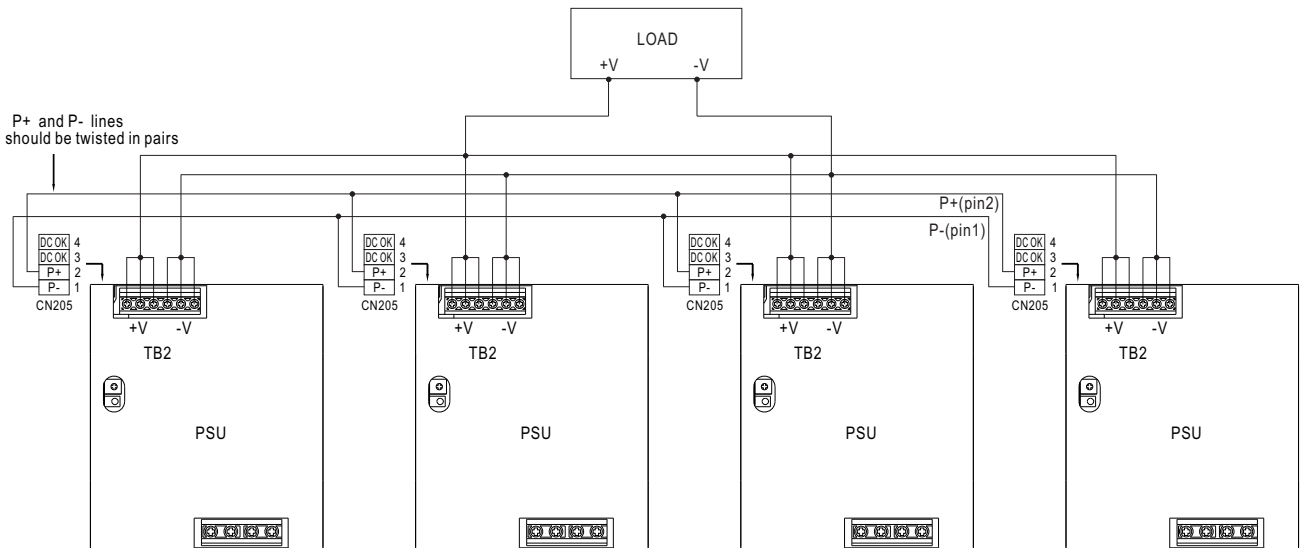 LOAD
+V -V
P+ and P- lines
should be twisted in pairs
P+(pin2)
P-(pin1)
DC OK 4
DC OK 3
P+ 2
P- 1
CN205
DC OK 4
DC OK 3
P+ 2
P- 1
CN205
DC OK 4
DC OK 3
P+ 2
P- 1
CN205
DC OK 4
DC OK 3
P+ 2
P- 1
CN205
+V -V
TB2
PSU
+V -V
TB2
PSU
+V -V
TB2
PSU
+V -V
TB2
PSU